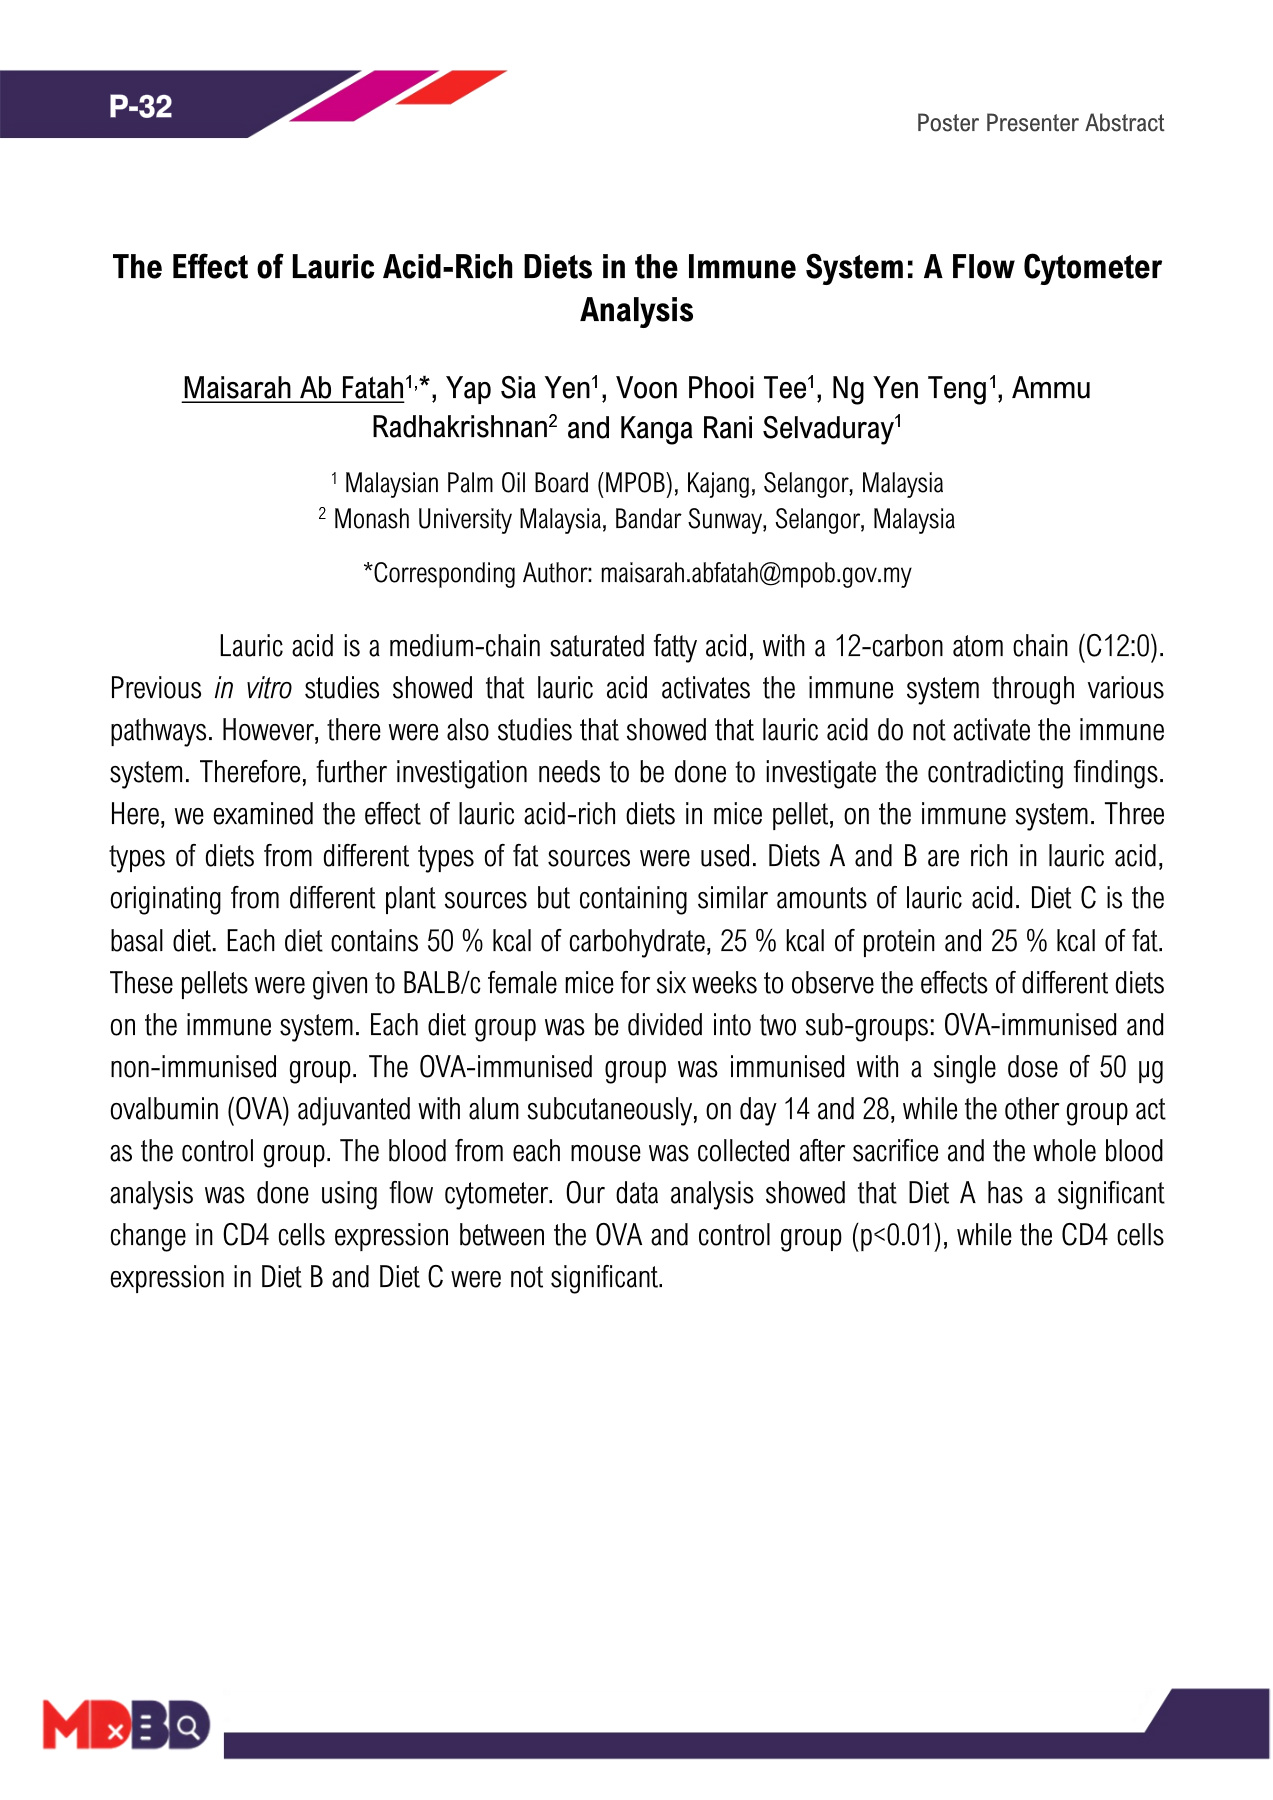 P-32
Poster Presenter Abstract
The Effect of Lauric Acid-Rich Diets in the Immune System: A Flow Cytometer
Analysis
Maisarah Ab Fatah¹,*, Yap Sia Yen¹, Voon Phooi Tee¹, Ng Yen Teng¹, Ammu
Radhakrishnan² and Kanga Rani Selvaduray¹
¹ Malaysian Palm Oil Board (MPOB), Kajang, Selangor, Malaysia
² Monash University Malaysia, Bandar Sunway, Selangor, Malaysia
*Corresponding Author: maisarah.abfatah@mpob.gov.my
Lauric acid is a medium-chain saturated fatty acid, with a 12-carbon atom chain (C12:0).
Previous in vitro studies showed that lauric acid activates the immune system through various
pathways. However, there were also studies that showed that lauric acid do not activate the immune
system. Therefore, further investigation needs to be done to investigate the contradicting findings.
Here, we examined the effect of lauric acid-rich diets in mice pellet, on the immune system. Three
types of diets from different types of fat sources were used. Diets A and B are rich in lauric acid,
originating from different plant sources but containing similar amounts of lauric acid. Diet C is the
basal diet. Each diet contains 50 % kcal of carbohydrate, 25 % kcal of protein and 25 % kcal of fat.
These pellets were given to BALB/c female mice for six weeks to observe the effects of different diets
on the immune system. Each diet group was be divided into two sub-groups: OVA-immunised and
non-immunised group. The OVA-immunised group was immunised with a single dose of 50 µg
ovalbumin (OVA) adjuvanted with alum subcutaneously, on day 14 and 28, while the other group act
as the control group. The blood from each mouse was collected after sacrifice and the whole blood
analysis was done using flow cytometer. Our data analysis showed that Diet A has a significant
change in CD4 cells expression between the OVA and control group (p<0.01), while the CD4 cells
expression in Diet B and Diet C were not significant.
MDxBD